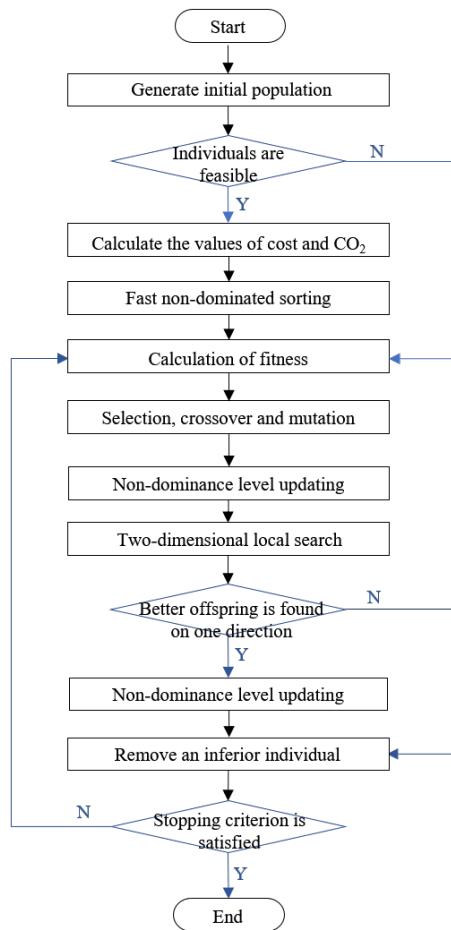 Start
Generate initial population
Individuals are
feasible
N
Y
Calculate the values of cost and CO₂
Fast non-dominated sorting
Calculation of fitness
Selection, crossover and mutation
Non-dominance level updating
Two-dimensional local search
Better offspring is found
on one direction
N
Y
Non-dominance level updating
Remove an inferior individual
N
Stopping criterion is
satisfied
Y
End